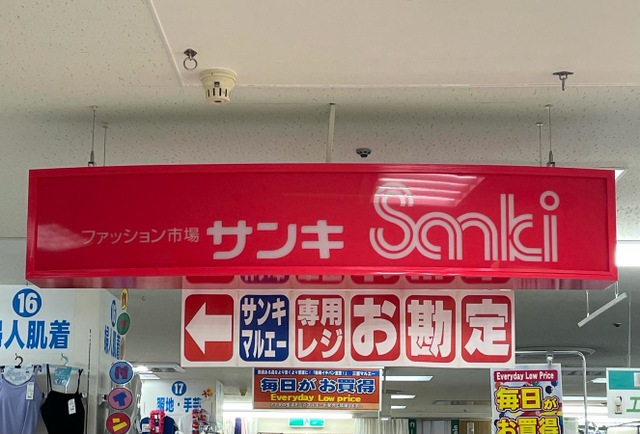 ファッション市場 サンキ Sanki
サンキ
マルエー
専用
レジ
お勘定
16
婦人肌着
17
毎日がお買得
Everyday Low Price
Everyday Low Price
毎日が
お買得